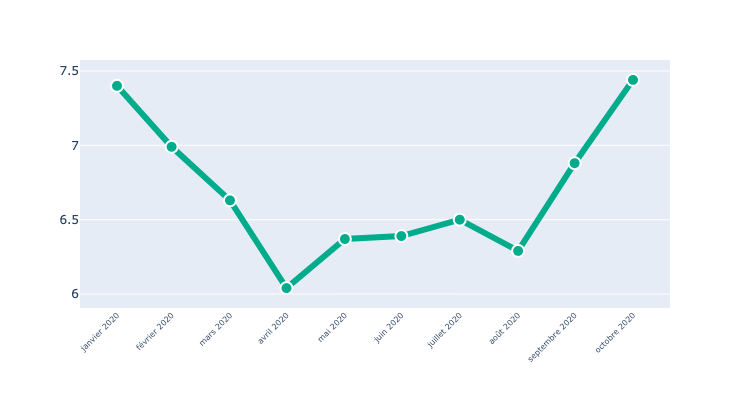 7.5
7
6.5
6
janvier 2020
février 2020
mars 2020
avril 2020
mai 2020
juin 2020
juillet 2020
août 2020
septembre 2020
octobre 2020